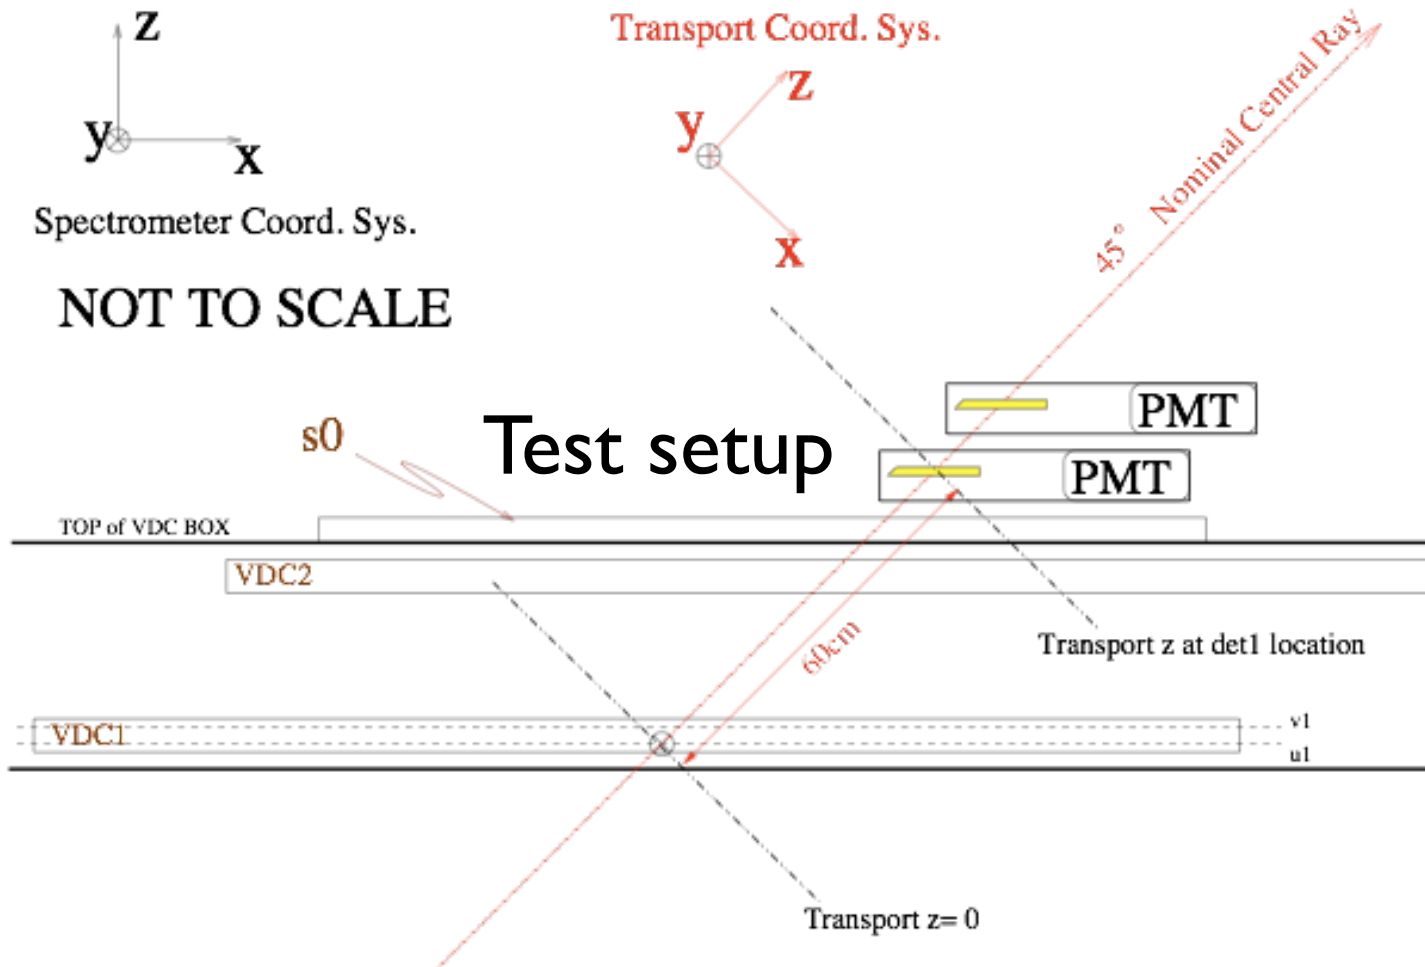 z
y
x
Spectrometer Coord. Sys.
NOT TO SCALE
Transport Coord. Sys.
z
y
x
45° Nominal Central Ray
s0
Test setup
PMT
PMT
TOP of VDC BOX
VDC2
60cm
Transport z at det1 location
VDC1
v1
u1
Transport z= 0